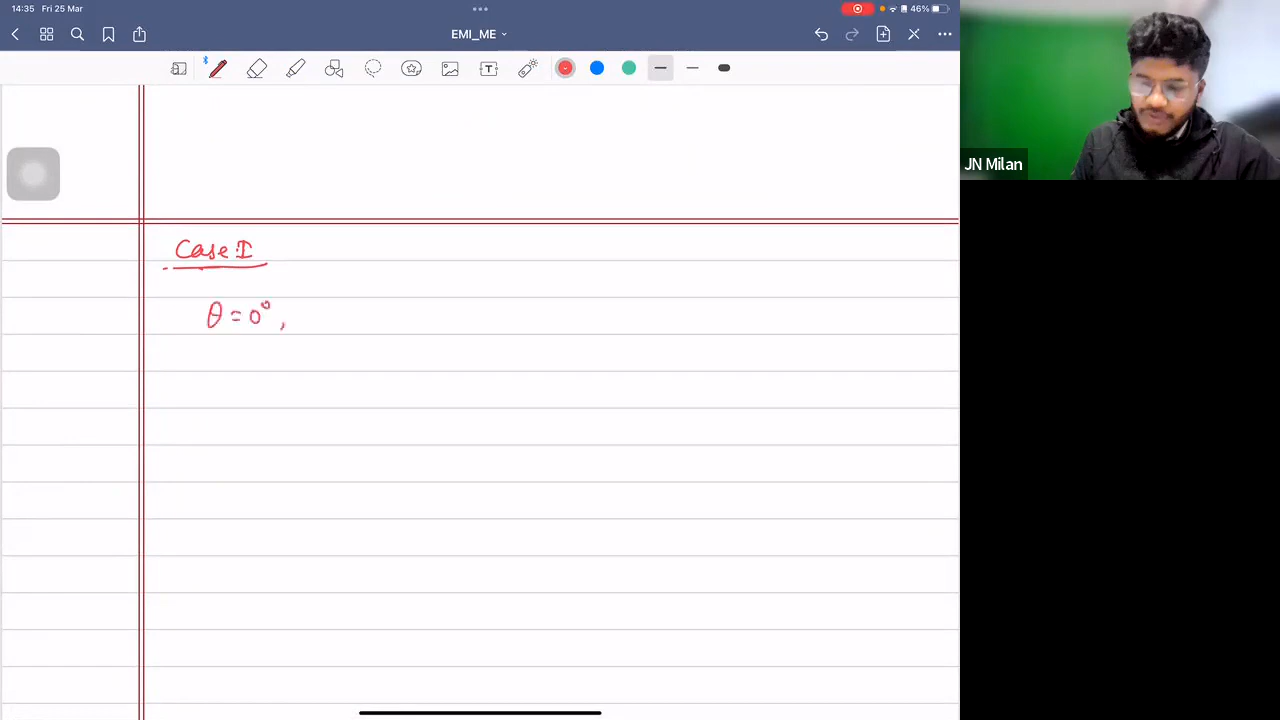 14:35 Fri 25 Mar
46%
EMI_ME
T
JN Milan
Case I
θ = 0°,